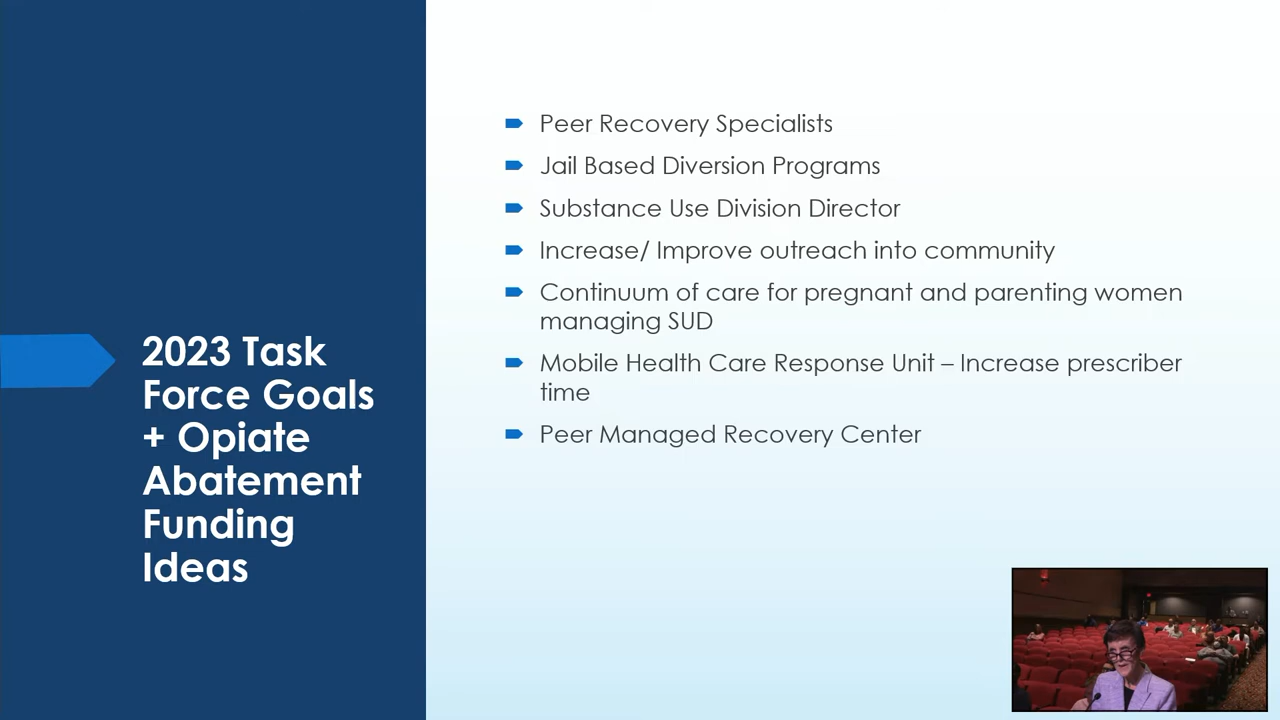 2023 Task
Force Goals
+ Opiate
Abatement
Funding
Ideas
Peer Recovery Specialists
Jail Based Diversion Programs
Substance Use Division Director
Increase/ Improve outreach into community
Continuum of care for pregnant and parenting women
managing SUD
Mobile Health Care Response Unit – Increase prescriber
time
Peer Managed Recovery Center